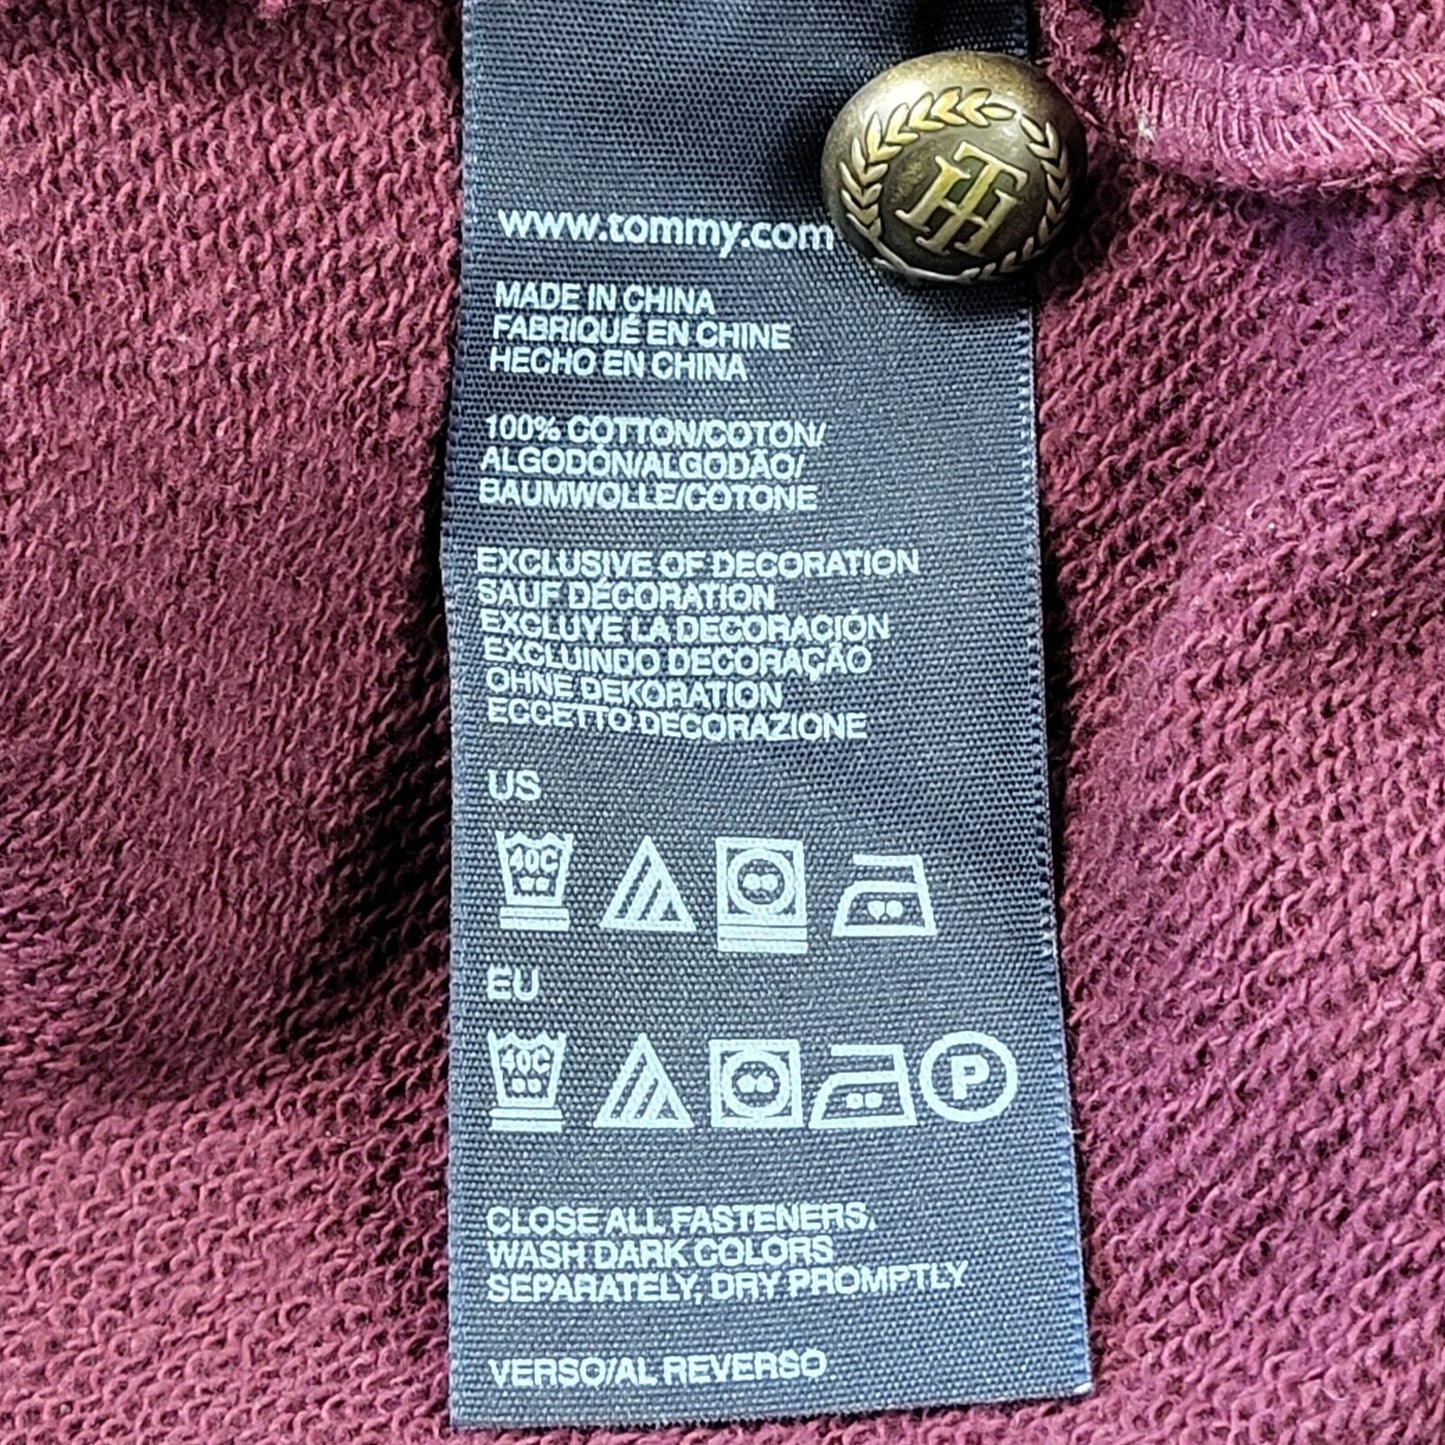 TH
www.tommy.com
MADE IN CHINA
FABRIQUÉ EN CHINE
HECHO EN CHINA
100% COTTON/COTON/
ALGODÓN/ALGODÃO/
BAUMWOLLE/COTONE
EXCLUSIVE OF DECORATION
SAUF DÉCORATION
EXCLUYE LA DECORACIÓN
EXCLUINDO DECORAÇÃO
OHNE DEKORATION
ECCETTO DECORAZIONE
US
40C
EU
40C
P
CLOSE ALL FASTENERS.
WASH DARK COLORS
SEPARATELY, DRY PROMPTLY
VERSO/AL REVERSO